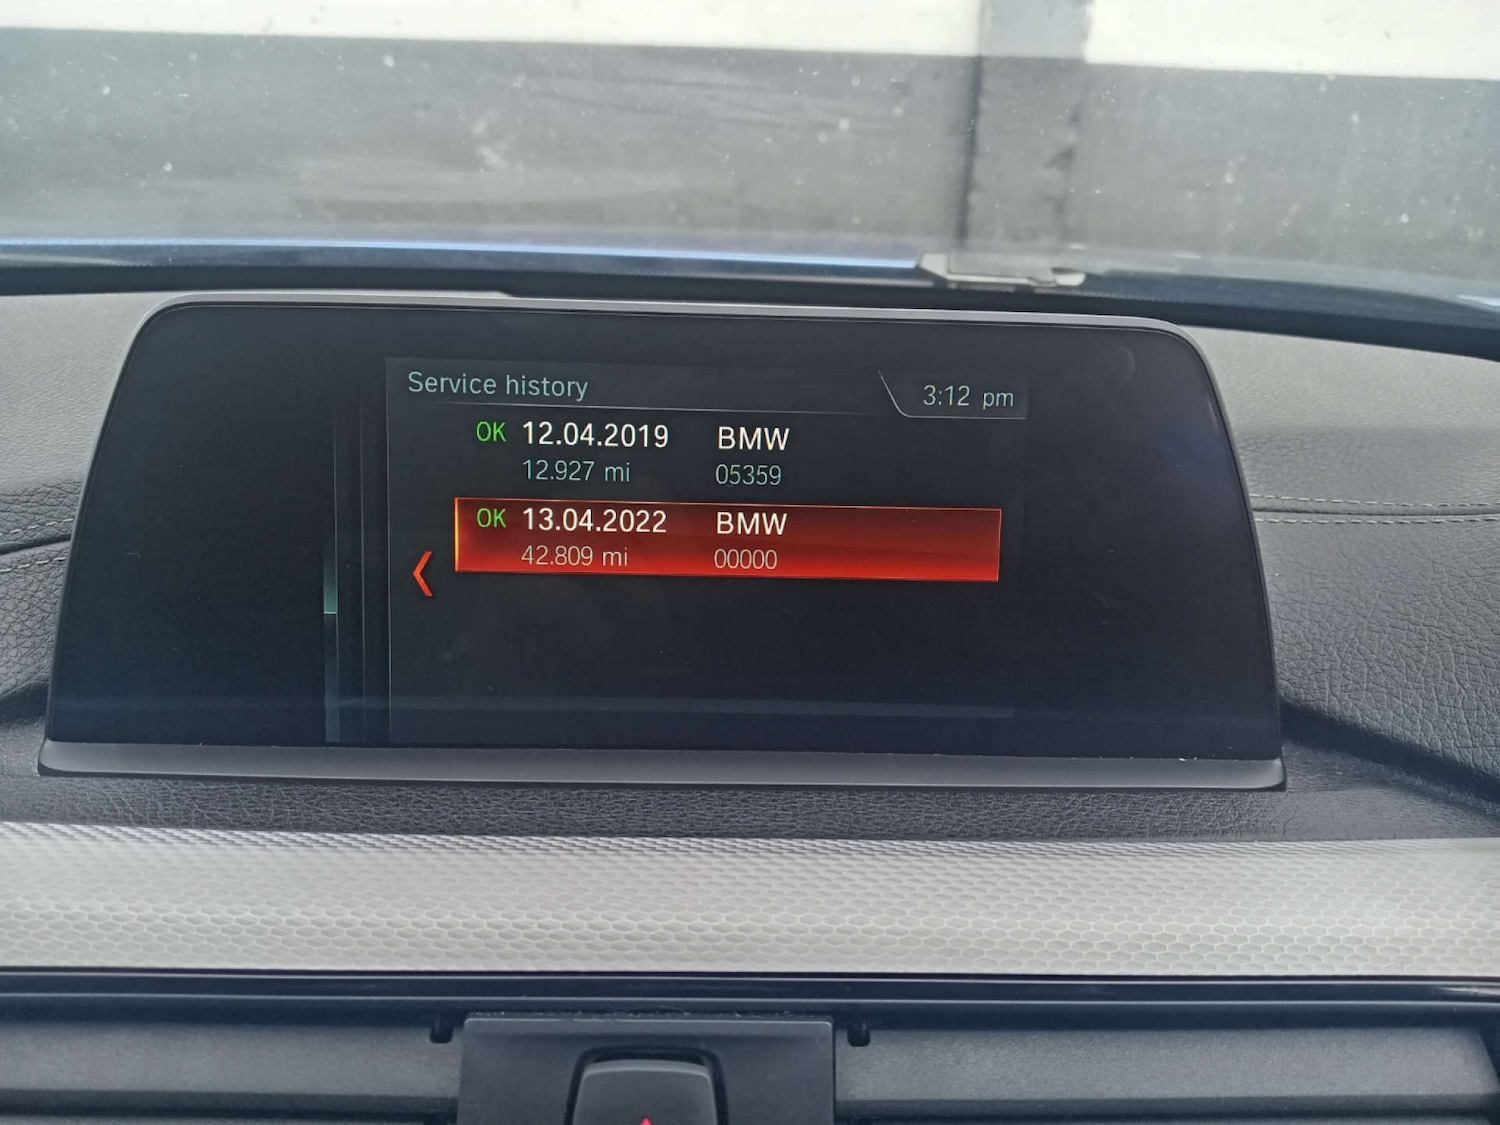 Service history
3:12 pm
OK 12.04.2019 BMW
12.927 mi 05359
OK 13.04.2022 BMW
42.809 mi 00000